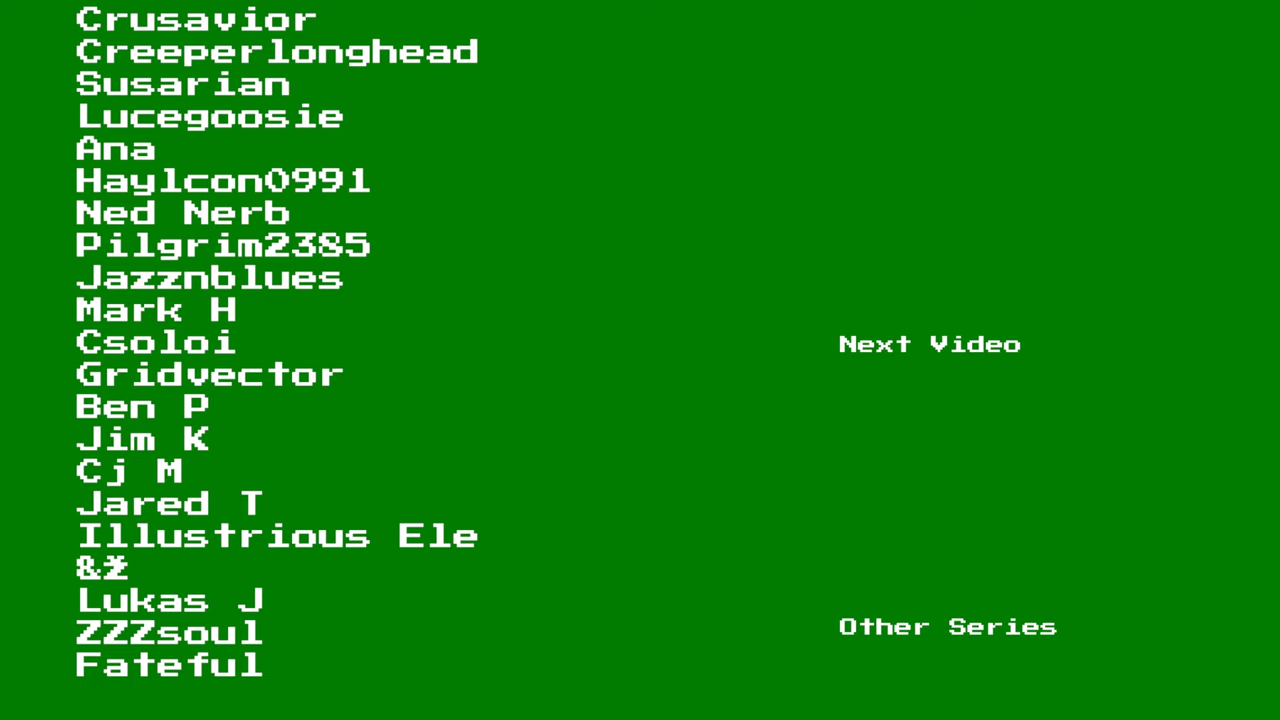 Crusavior
Creeperlonghead
Susarian
Lucegoosie
Ana
Haylcon0991
Ned Nerb
Pilgrim2385
Jazznblues
Mark H
Csoloi
Gridvector
Ben P
Jim K
Cj M
Jared T
Illustrious Ele
&ž
Lukas J
ZZZsoul
Fateful
Next Video
Other Series